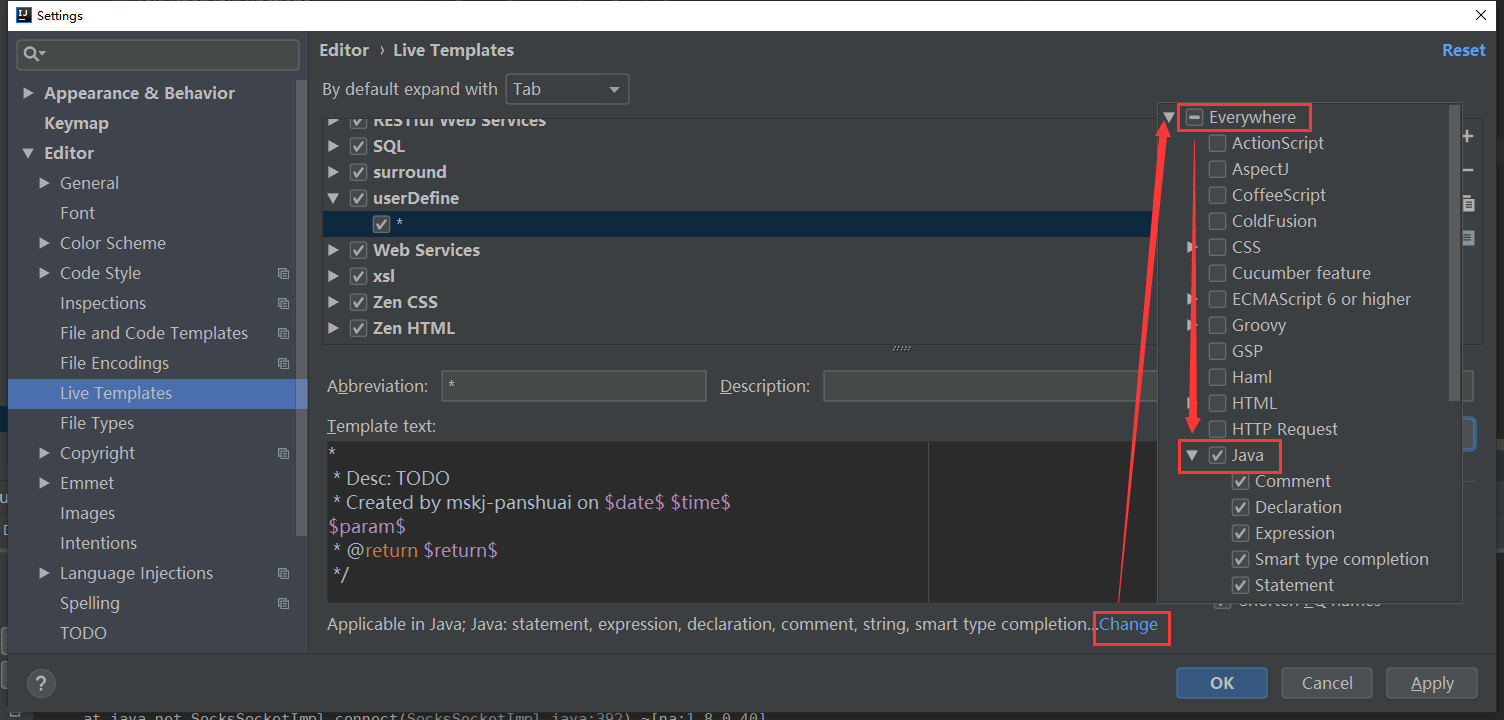 Settings
Editor › Live Templates
Reset
By default expand with Tab
Appearance & Behavior
Keymap
Editor
General
Font
Color Scheme
Code Style
Inspections
File and Code Templates
File Encodings
Live Templates
File Types
Copyright
Emmet
Images
Intentions
Language Injections
Spelling
TODO
RESTful Web Services
SQL
surround
userDefine
*
Web Services
xsl
Zen CSS
Zen HTML
Abbreviation: *
Description:
Template text:
*
* Desc: TODO
* Created by mskj-panshuai on $date$ $time$
$param$
* @return $return$
*/
Applicable in Java; Java: statement, expression, declaration, comment, string, smart type completion...Change
Everywhere
ActionScript
AspectJ
CoffeeScript
ColdFusion
CSS
Cucumber feature
ECMAScript 6 or higher
Groovy
GSP
Haml
HTML
HTTP Request
Java
Comment
Declaration
Expression
Smart type completion
Statement
Shorten FQ names
?
OK
Cancel
Apply
at java.net.SocksSocketImpl.connect(SocksSocketImpl.java:392) ~[na:1.8.0_40]